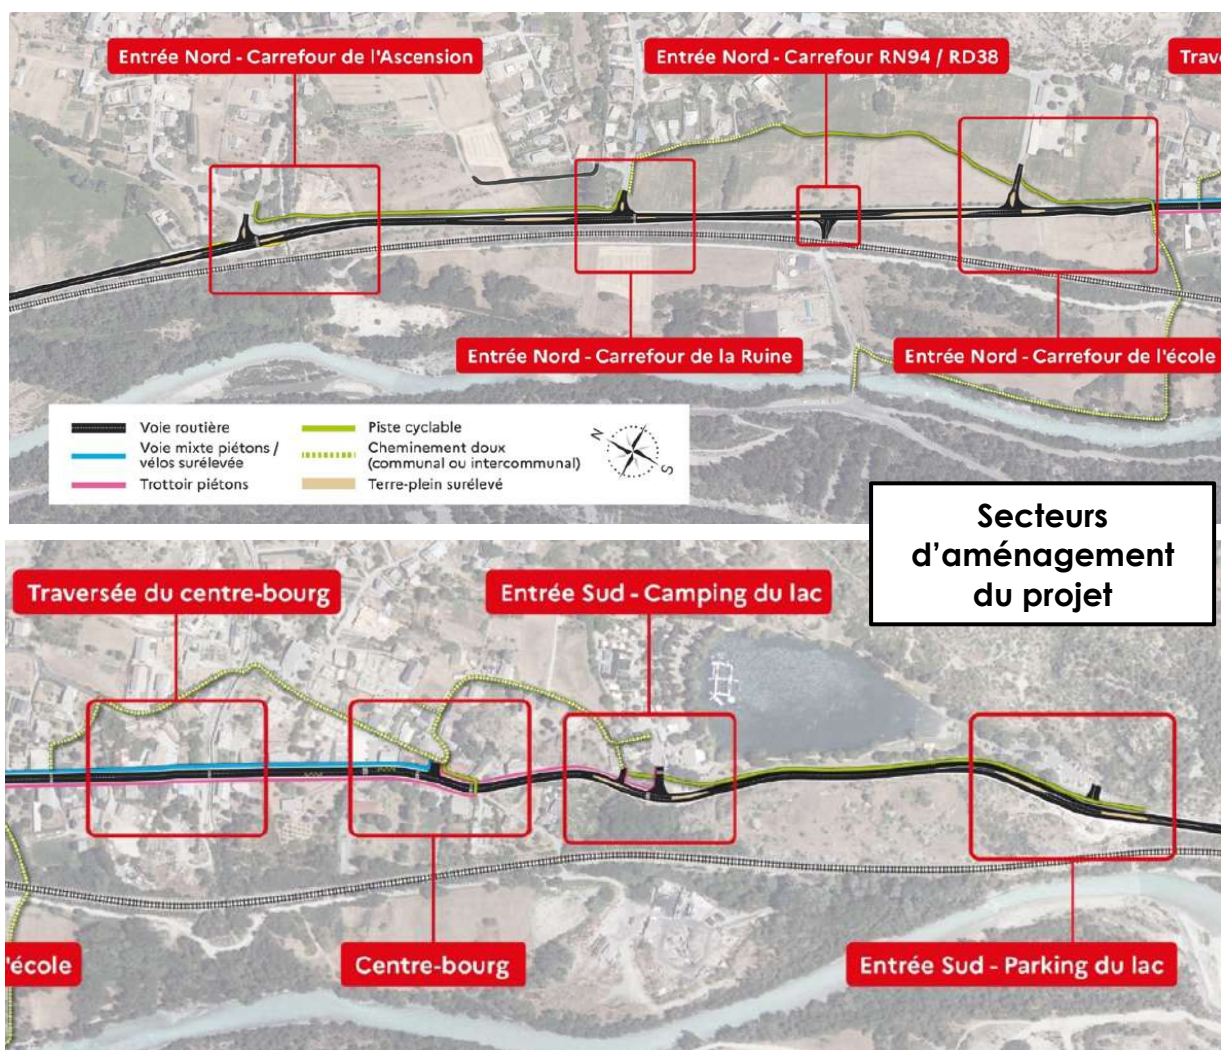 Entrée Nord - Carrefour de l'Ascension
Entrée Nord - Carrefour RN94 / RD38
Trave
Entrée Nord - Carrefour de la Ruine
Entrée Nord - Carrefour de l'école
Voie routière
Voie mixte piétons /
vélos surélevée
Trottoir piétons
Piste cyclable
Cheminement doux
(communal ou intercommunal)
Terre-plein surélevé
N
S
Secteurs
d’aménagement
du projet
Traversée du centre-bourg
Entrée Sud - Camping du lac
'école
Centre-bourg
Entrée Sud - Parking du lac